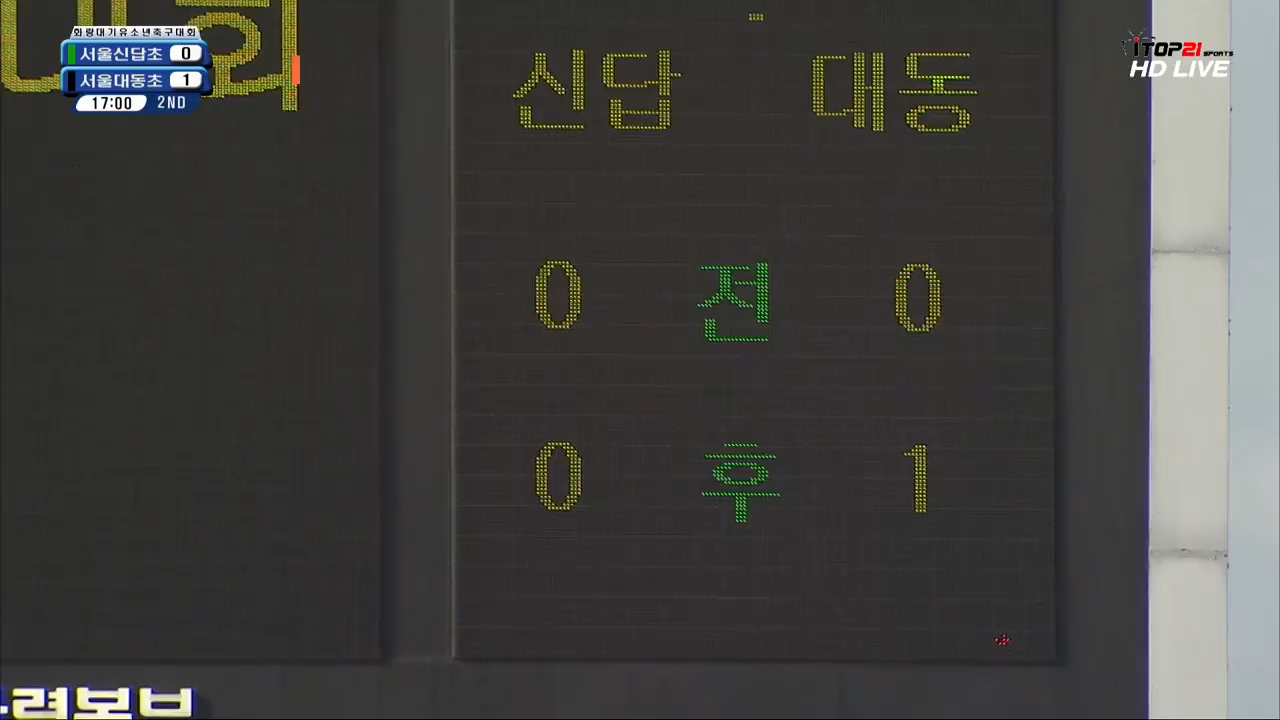 화랑대기유소년축구대회
서울신답초 0
서울대동초 1
17:00 2ND
iTOP21 SPORTS
HD LIVE
신답 대동
0 전 0
0 후 1